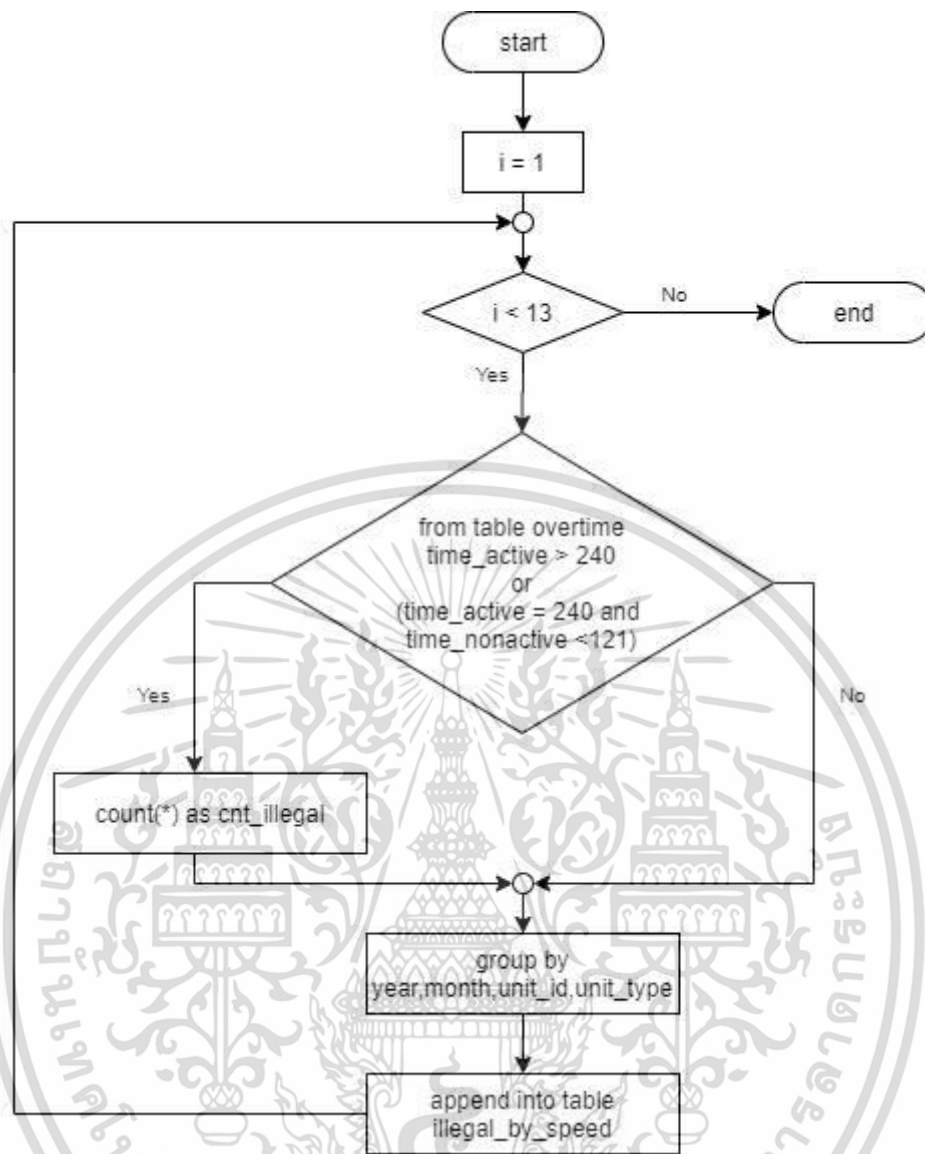 start
i = 1
i < 13
No
end
Yes
from table overtime
time_active > 240
or
(time_active = 240 and
time_nonactive <121)
Yes
No
count(*) as cnt_illegal
group by
year,month,unit_id,unit_type
append into table
illegal_by_speed